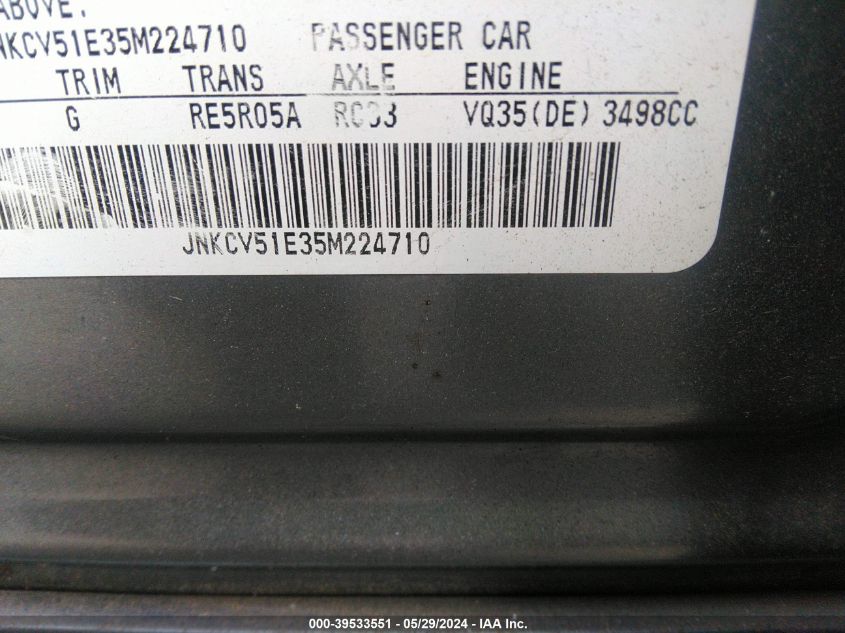 ABOVE.
JNKCV51E35M224710 PASSENGER CAR
TRIM TRANS AXLE ENGINE
G RE5R05A VQ35(DE) 3498CC
JNKCV51E35M224710
000-39533551 - 05/29/2024 - IAA Inc.